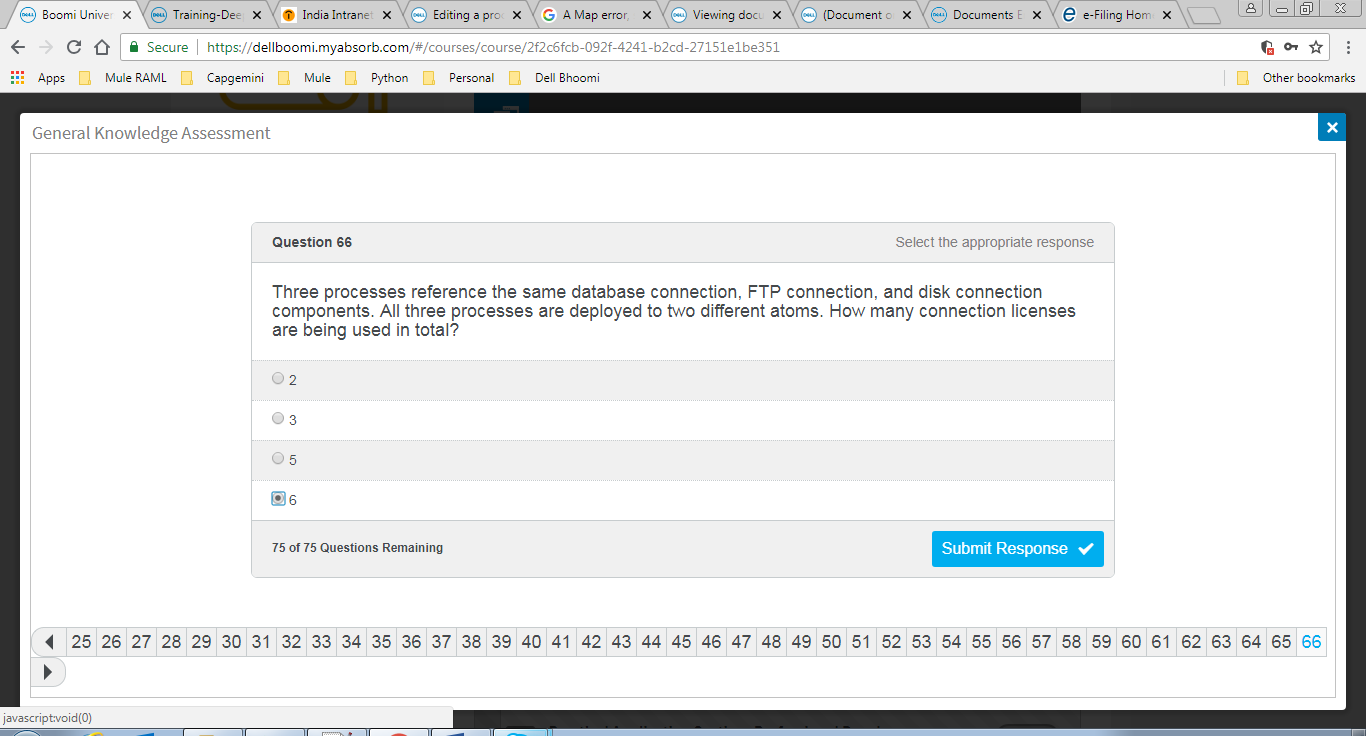 Boomi Univer
Training-Dee
India Intranet
Editing a pro
A Map error,
Viewing docu
(Document o
Documents E
e-Filing Hom
Secure https://dellboomi.myabsorb.com/#/courses/course/2f2c6fcb-092f-4241-b2cd-27151e1be351
Apps Mule RAML Capgemini Mule Python Personal Dell Bhoomi Other bookmarks
General Knowledge Assessment
Question 66 Select the appropriate response
Three processes reference the same database connection, FTP connection, and disk connection
components. All three processes are deployed to two different atoms. How many connection licenses
are being used in total?
2
3
5
6
75 of 75 Questions Remaining Submit Response
25 26 27 28 29 30 31 32 33 34 35 36 37 38 39 40 41 42 43 44 45 46 47 48 49 50 51 52 53 54 55 56 57 58 59 60 61 62 63 64 65 66
javascript:void(0)